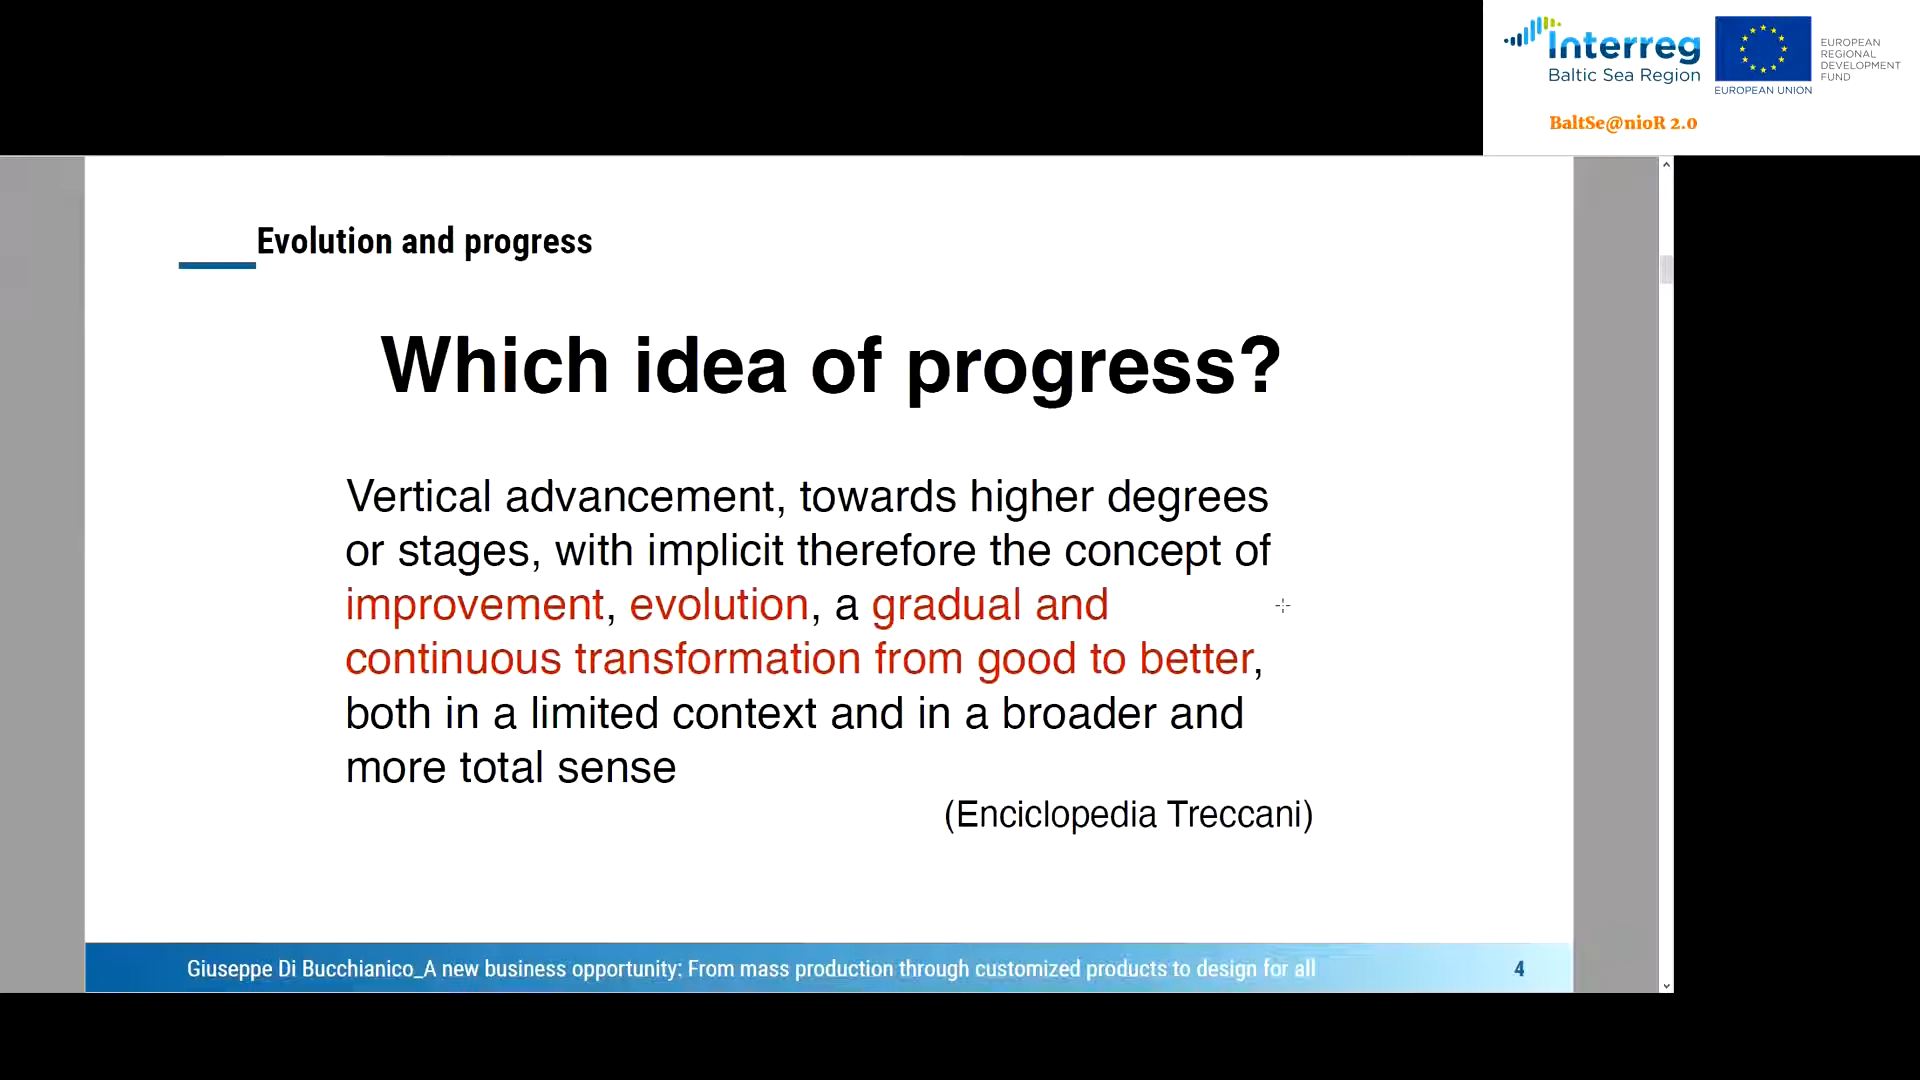 Interreg
Baltic Sea Region
EUROPEAN UNION
EUROPEAN
REGIONAL
DEVELOPMENT
FUND
BaltSe@nioR 2.0
Evolution and progress
Which idea of progress?
Vertical advancement, towards higher degrees
or stages, with implicit therefore the concept of
improvement, evolution, a gradual and
continuous transformation from good to better,
both in a limited context and in a broader and
more total sense
(Enciclopedia Treccani)
Giuseppe Di Bucchianico_A new business opportunity: From mass production through customized products to design for all
4